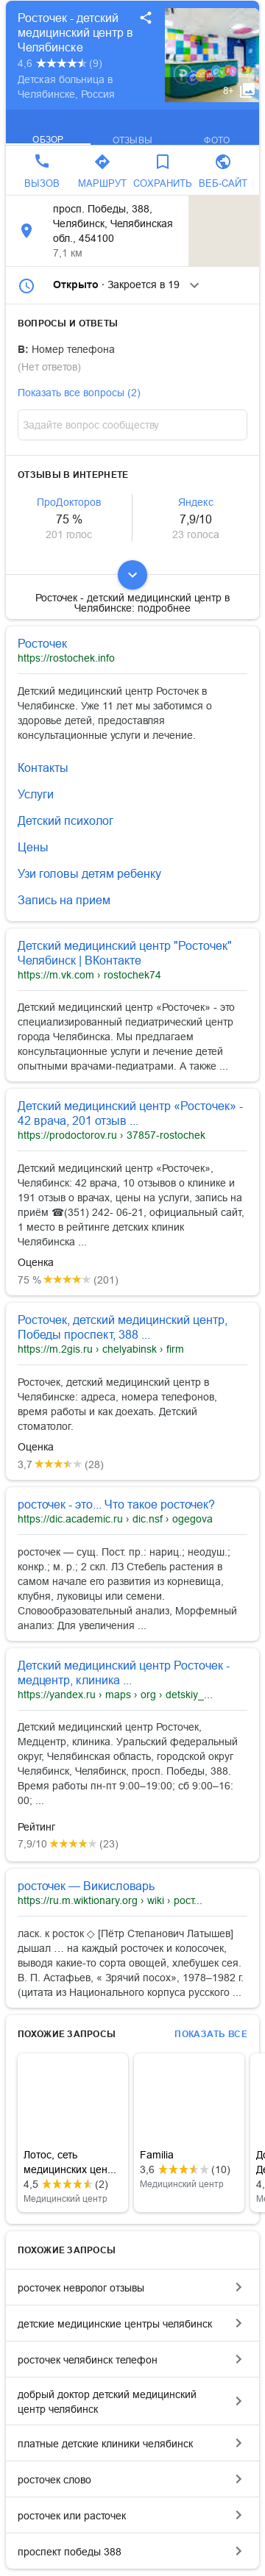 Росточек - детский
медицинский центр в
Челябинске
4,6 ★★★★★ (9)
Детская больница в
Челябинске, Россия
8+
ОБЗОР ОТЗЫВЫ ФОТО
ВЫЗОВ МАРШРУТ СОХРАНИТЬ ВЕБ-САЙТ
просп. Победы, 388,
Челябинск, Челябинская
обл., 454100
7,1 км
Открыто · Закроется в 19
ВОПРОСЫ И ОТВЕТЫ
В: Номер телефона
(Нет ответов)
Показать все вопросы (2)
Задайте вопрос сообществу
ОТЗЫВЫ В ИНТЕРНЕТЕ
ПроДокторов Яндекс
75 % 7,9/10
201 голос 23 голоса
Росточек - детский медицинский центр в
Челябинске: подробнее
Росточек
https://rostochek.info
Детский медицинский центр Росточек в
Челябинске. Уже 11 лет мы заботимся о
здоровье детей, предоставляя
консультационные услуги и лечение.
Контакты
Услуги
Детский психолог
Цены
Узи головы детям ребенку
Запись на прием
Детский медицинский центр "Росточек"
Челябинск | ВКонтакте
https://m.vk.com › rostochek74
Детский медицинский центр «Росточек» - это
специализированный педиатрический центр
города Челябинска. Мы предлагаем
консультационные услуги и лечение детей
опытными врачами-педиатрами. А также ...
Детский медицинский центр «Росточек» -
42 врача, 201 отзыв ...
https://prodoctorov.ru › 37857-rostochek
Детский медицинский центр «Росточек»,
Челябинск: 42 врача, 10 отзывов о клинике и
191 отзыв о врачах, цены на услуги, запись на
приём ☎(351) 242- 06-21, официальный сайт,
1 место в рейтинге детских клиник
Челябинска ...
Оценка
75 % ★★★★★ (201)
Росточек, детский медицинский центр,
Победы проспект, 388 ...
https://m.2gis.ru › chelyabinsk › firm
Росточек, детский медицинский центр в
Челябинске: адреса, номера телефонов,
время работы и как доехать. Детский
стоматолог.
Оценка
3,7 ★★★★★ (28)
росточек - это... Что такое росточек?
https://dic.academic.ru › dic.nsf › ogegova
росточек — сущ. Пост. пр.: нариц.; неодуш.;
конкр.; м. р.; 2 скл. ЛЗ Стебель растения в
самом начале его развития из корневища,
клубня, луковицы или семени.
Словообразовательный анализ, Морфемный
анализ: Для увеличения ...
Детский медицинский центр Росточек -
медцентр, клиника ...
https://yandex.ru › maps › org › detskiy_...
Детский медицинский центр Росточек,
Медцентр, клиника. Уральский федеральный
округ, Челябинская область, городской округ
Челябинск, Челябинск, просп. Победы, 388.
Время работы пн-пт 9:00–19:00; сб 9:00–16:
00; ...
Рейтинг
7,9/10 ★★★★★ (23)
росточек — Викисловарь
https://ru.m.wiktionary.org › wiki › рост...
ласк. к росток ◇ [Пётр Степанович Латышев]
дышал … на каждый росточек и колосочек,
выводя какие-то сорта овощей, хлебушек сея.
В. П. Астафьев, « Зрячий посох», 1978–1982 г.
(цитата из Национального корпуса русского ...
ПОХОЖИЕ ЗАПРОСЫ ПОКАЗАТЬ ВСЕ
Лотос, сеть
медицинских цен...
4,5 ★★★★★ (2)
Медицинский центр
Familia
3,6 ★★★★★ (10)
Медицинский центр
ПОХОЖИЕ ЗАПРОСЫ
росточек невролог отзывы
детские медицинские центры челябинск
росточек челябинск телефон
добрый доктор детский медицинский
центр челябинск
платные детские клиники челябинск
росточек слово
росточек или расточек
проспект победы 388